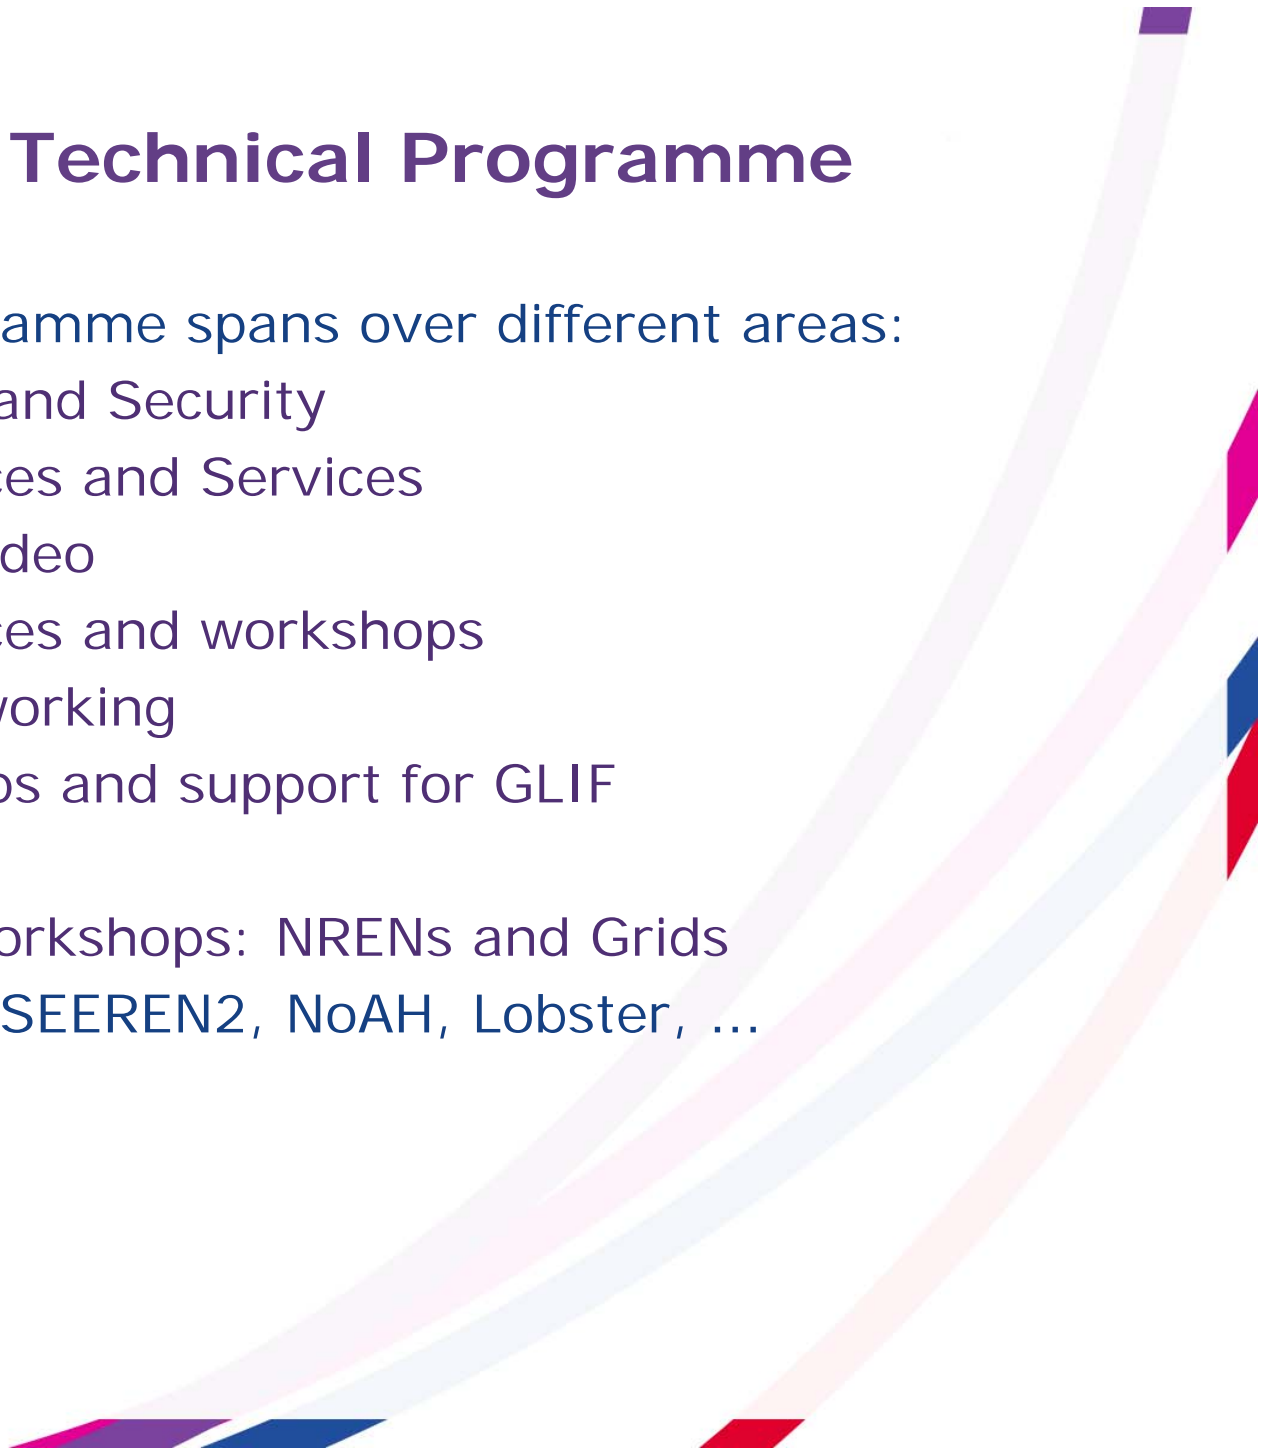 Technical Programme
amme spans over different areas:
and Security
ces and Services
deo
ces and workshops
working
os and support for GLIF
orkshops: NRENs and Grids
SEEREN2, NoAH, Lobster, ...